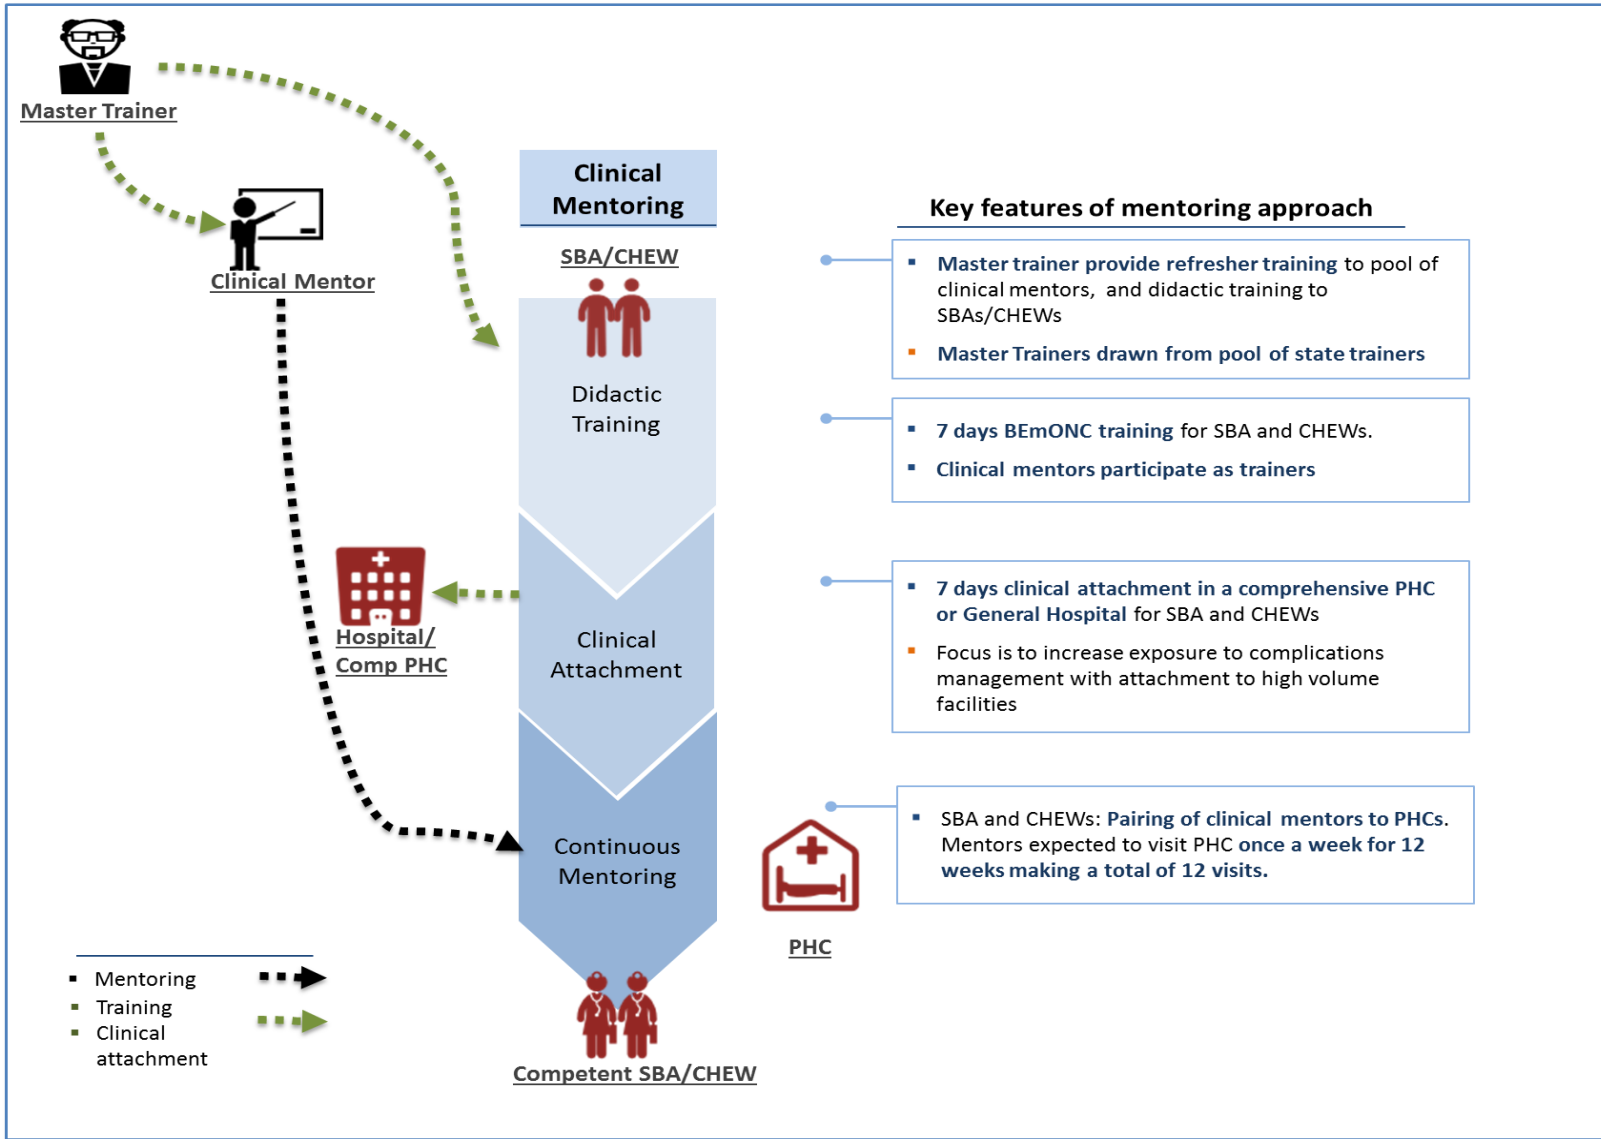 Master Trainer
Clinical Mentor
Clinical
Mentoring
SBA/CHEW
Didactic
Training
Hospital/
Comp PHC
Clinical
Attachment
Continuous
Mentoring
PHC
Competent SBA/CHEW
Key features of mentoring approach
▪ Master trainer provide refresher training to pool of
clinical mentors, and didactic training to
SBAs/CHEWs
▪ Master Trainers drawn from pool of state trainers
▪ 7 days BEmONC training for SBA and CHEWs.
▪ Clinical mentors participate as trainers
▪ 7 days clinical attachment in a comprehensive PHC
or General Hospital for SBA and CHEWs
▪ Focus is to increase exposure to complications
management with attachment to high volume
facilities
▪ SBA and CHEWs: Pairing of clinical mentors to PHCs.
Mentors expected to visit PHC once a week for 12
weeks making a total of 12 visits.
▪ Mentoring
▪ Training
▪ Clinical
attachment